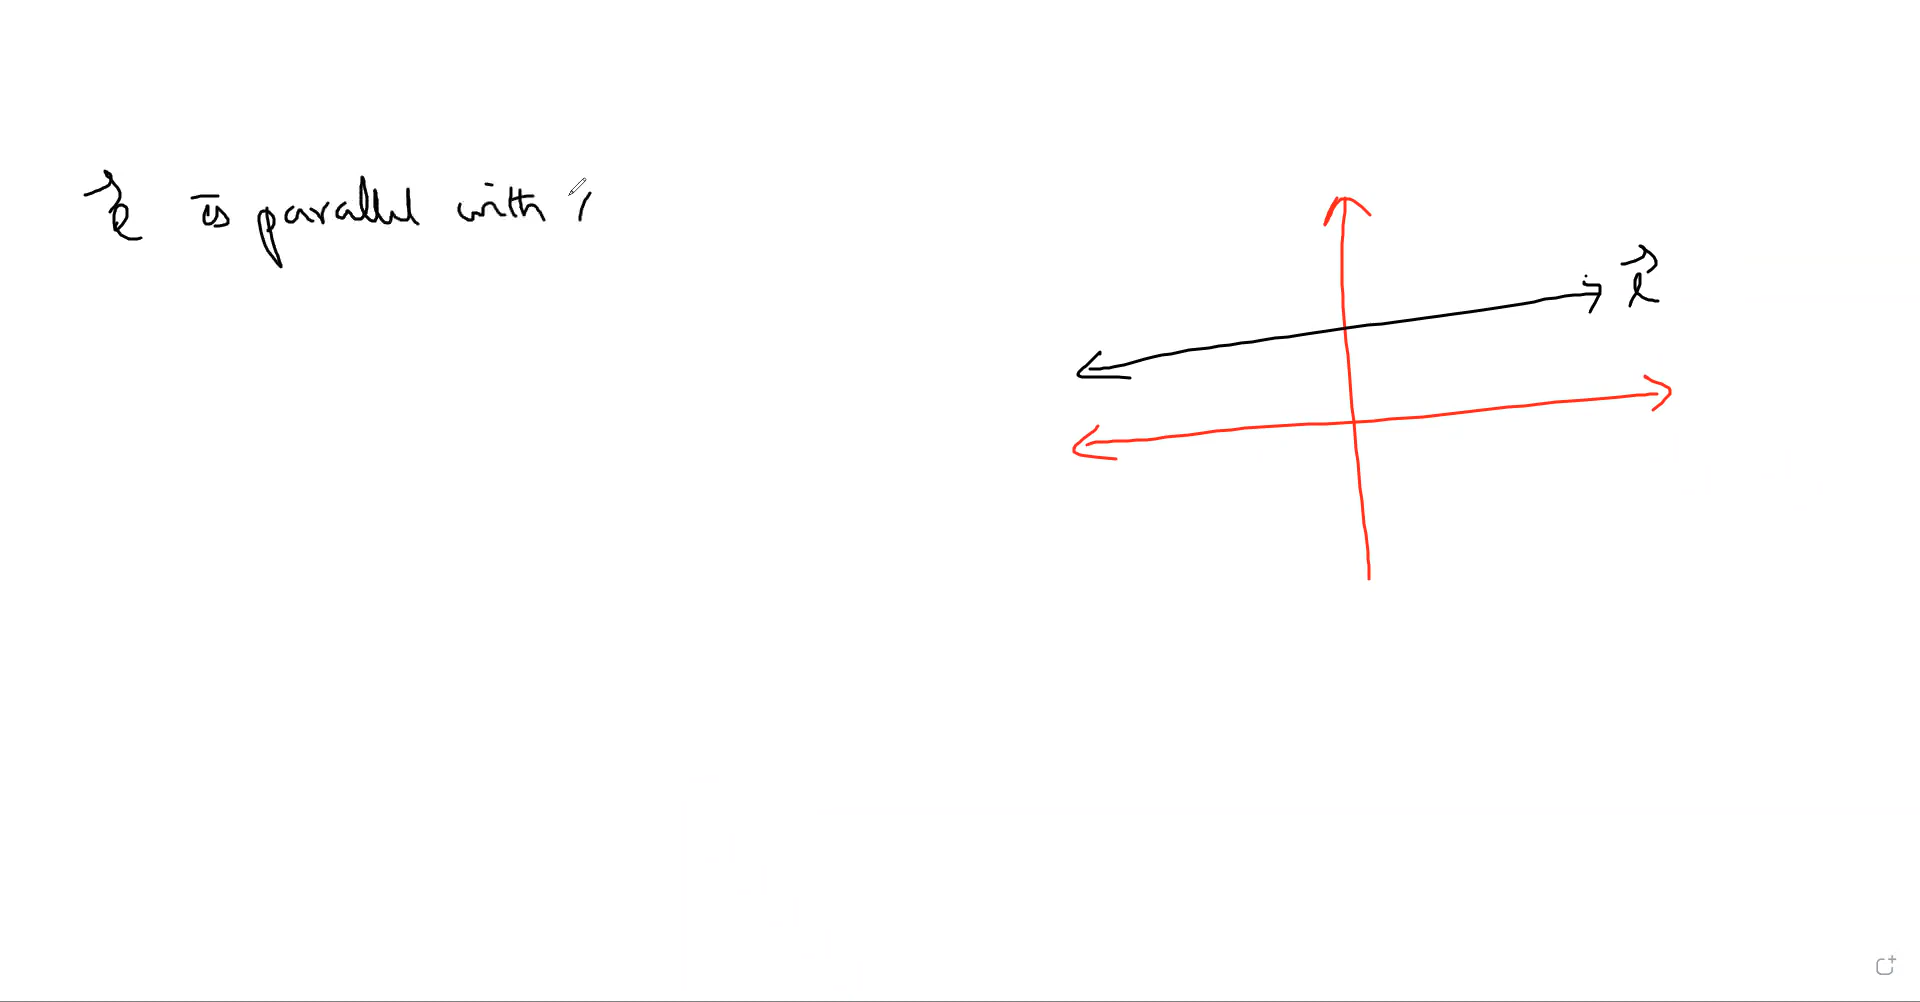 ℓ⃗ is parallel with
ℓ⃗